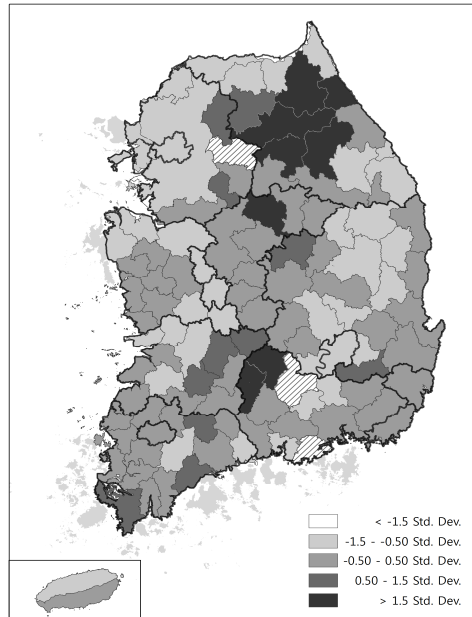 < -1.5 Std. Dev.
-1.5 - -0.50 Std. Dev.
-0.50 - 0.50 Std. Dev.
0.50 - 1.5 Std. Dev.
> 1.5 Std. Dev.